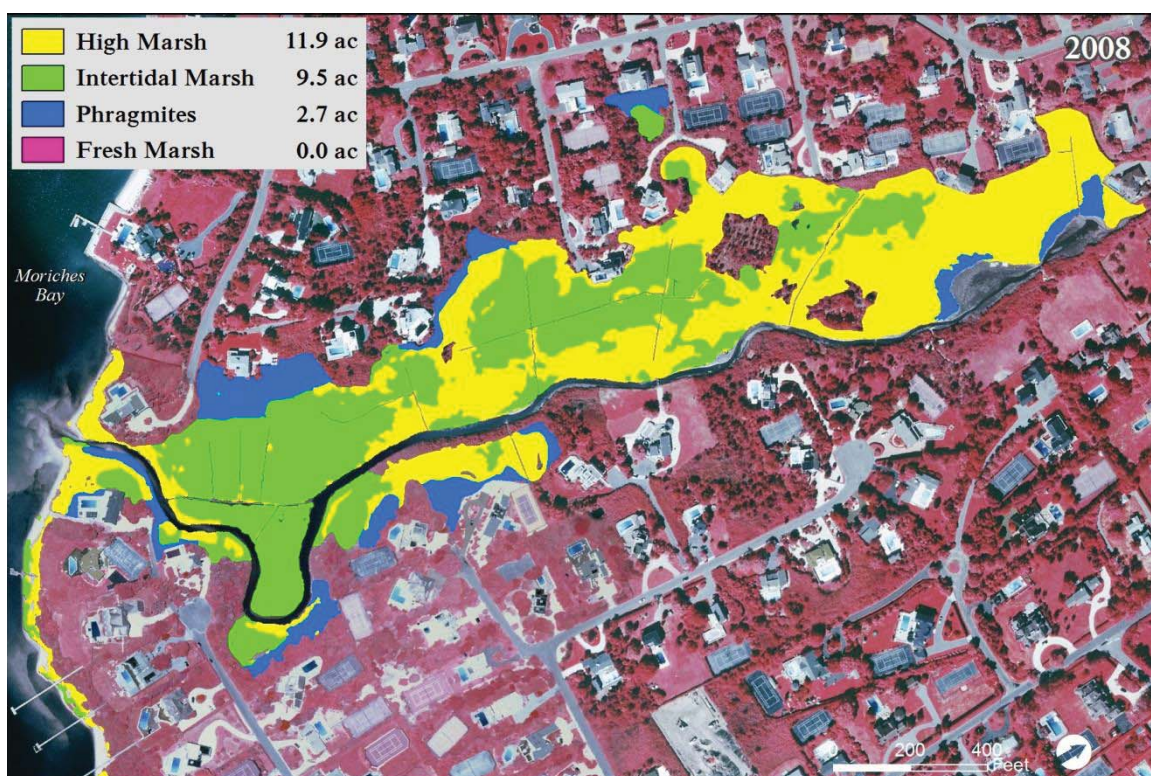 High Marsh 11.9 ac
Intertidal Marsh 9.5 ac
Phragmites 2.7 ac
Fresh Marsh 0.0 ac
2008
Moriches
Bay
0 200 400
Feet